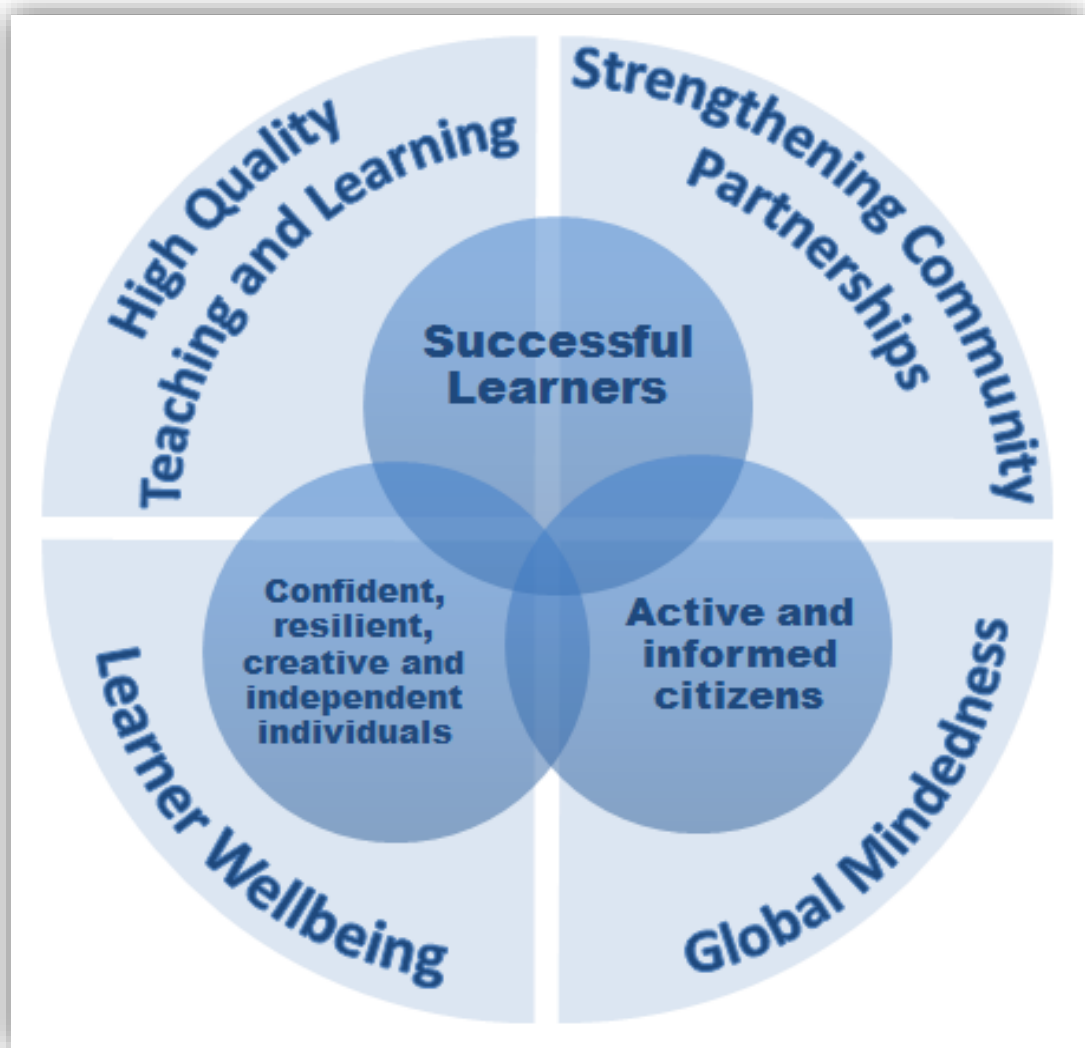 High Quality
Teaching and Learning
Strengthening Community
Partnerships
Successful
Learners
Confident,
resilient,
creative and
independent
individuals
Active and
informed
citizens
Learner Wellbeing
Global Mindedness